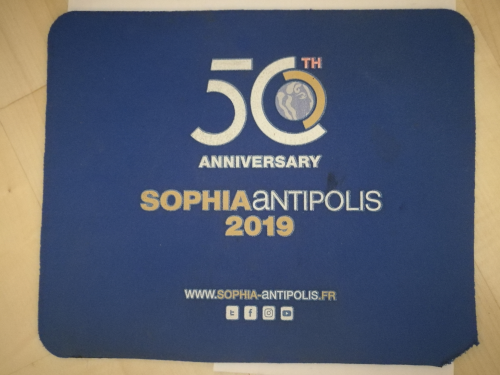 50TH
ANNIVERSARY
SOPHIAaNTIPOLIS
2019
WWW.SOPHIA-aNTIPOLIS.FR